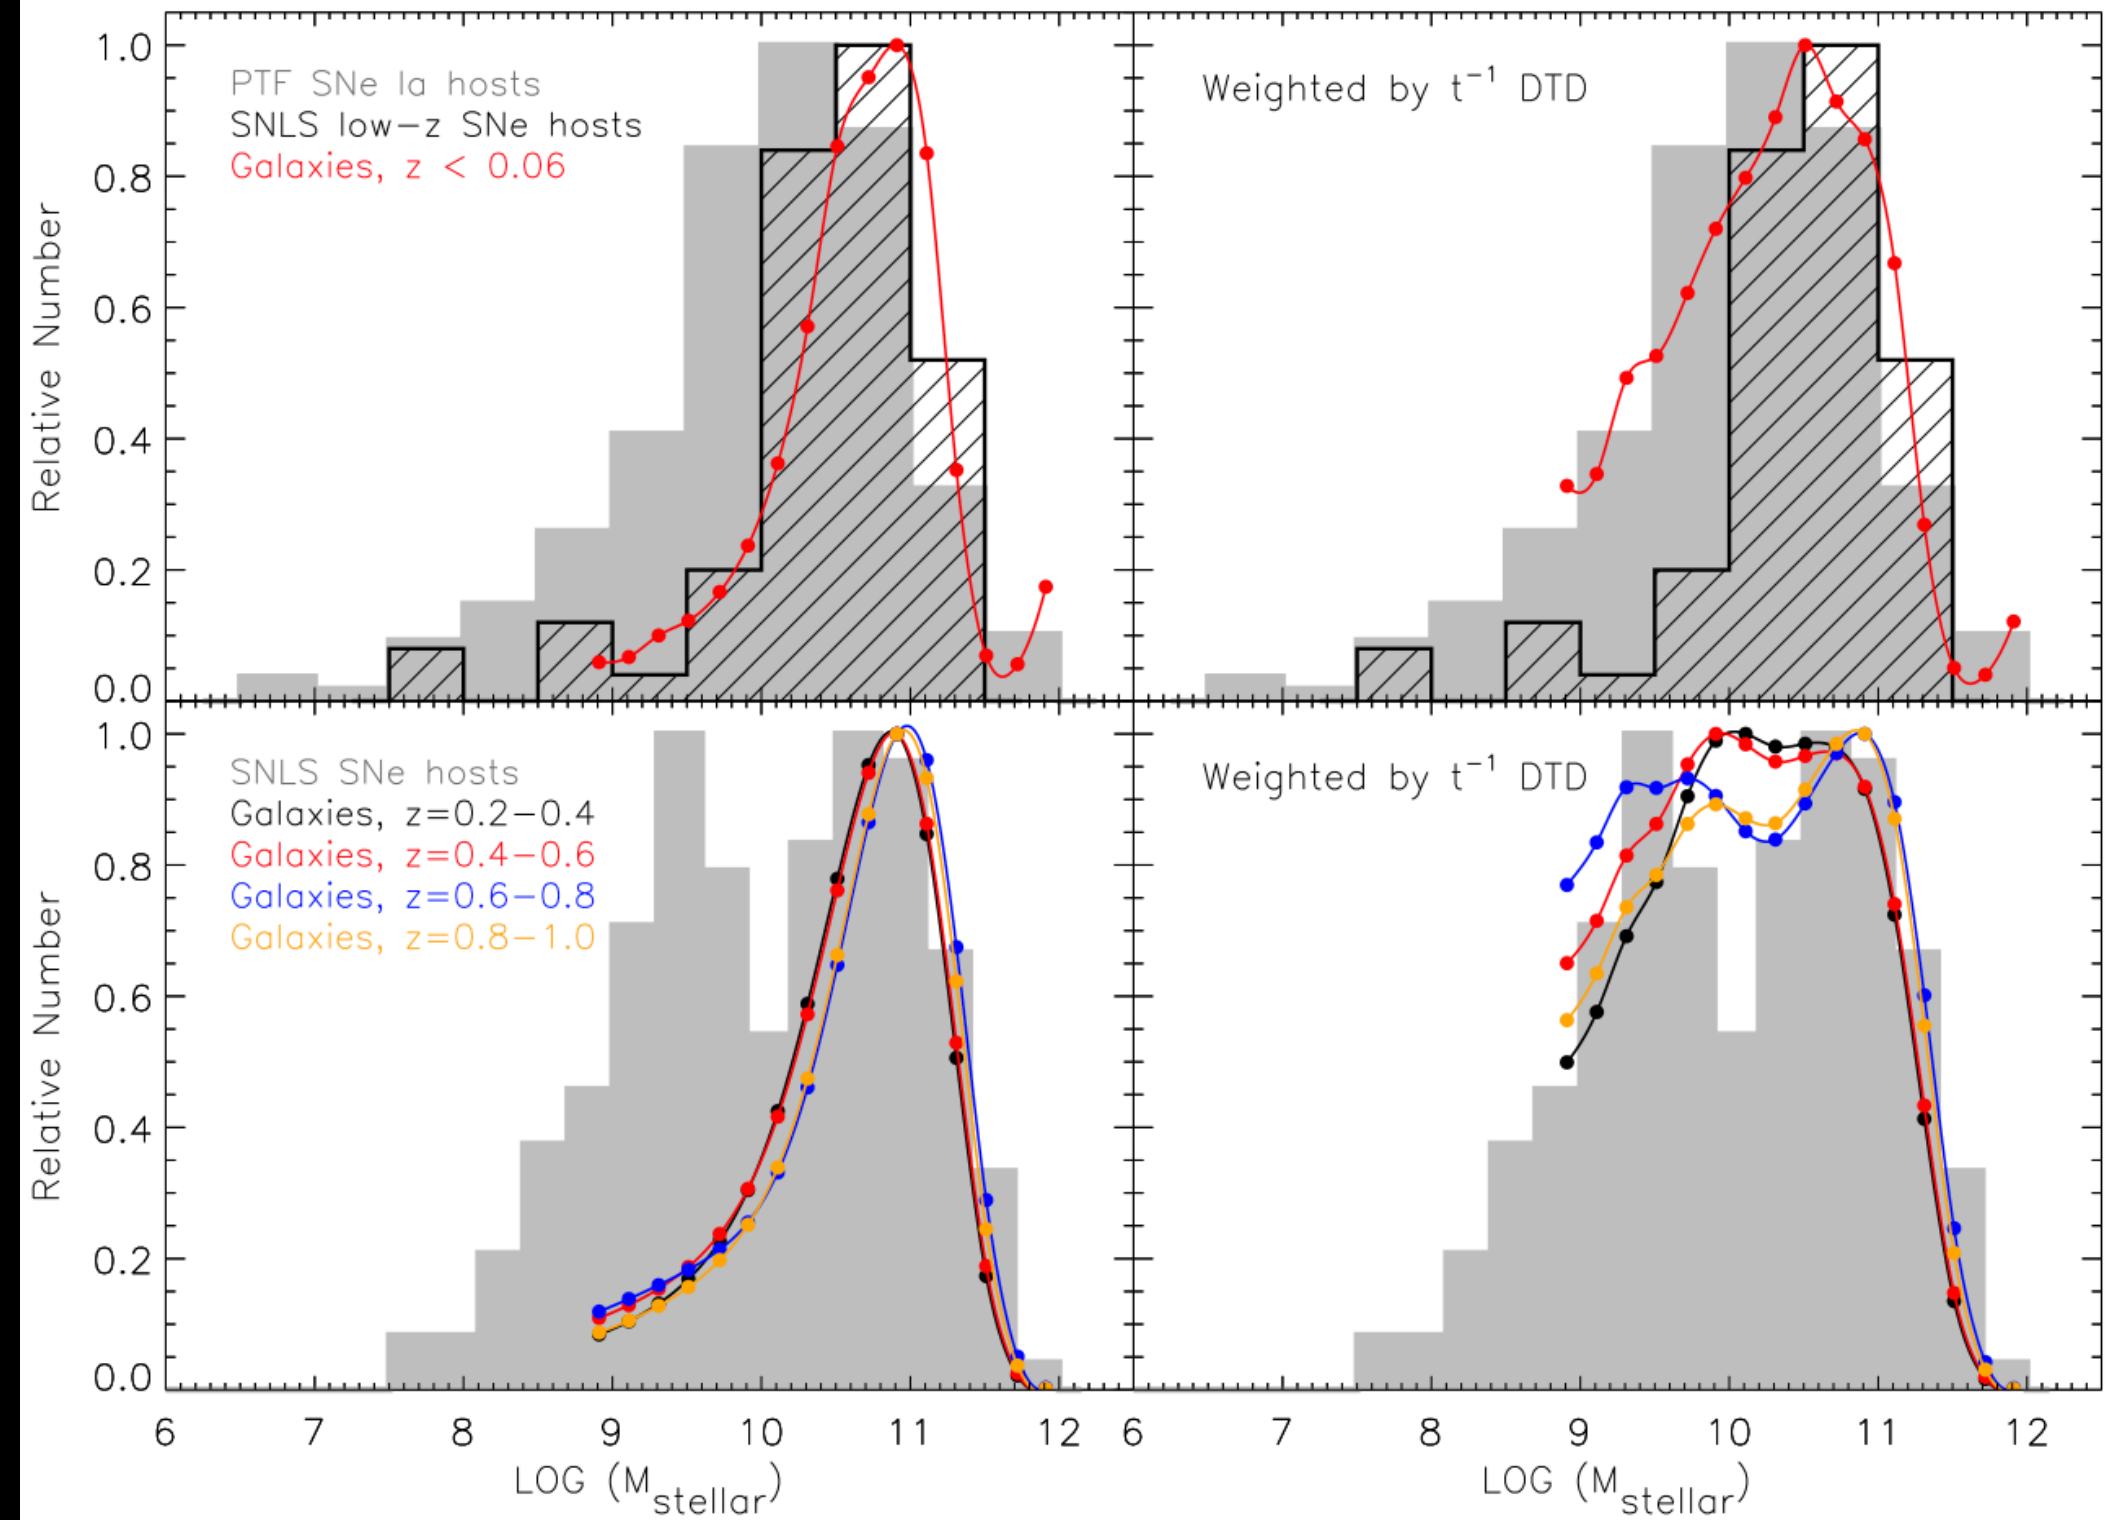 PTF SNe Ia hosts
SNLS low-z SNe hosts
Galaxies, z < 0.06
Weighted by t⁻¹ DTD
1.0
0.8
0.6
0.4
0.2
0.0
Relative Number
SNLS SNe hosts
Galaxies, z=0.2-0.4
Galaxies, z=0.4-0.6
Galaxies, z=0.6-0.8
Galaxies, z=0.8-1.0
Weighted by t⁻¹ DTD
1.0
0.8
0.6
0.4
0.2
0.0
Relative Number
6 7 8 9 10 11 12 6 7 8 9 10 11 12
LOG (M_stellar) LOG (M_stellar)